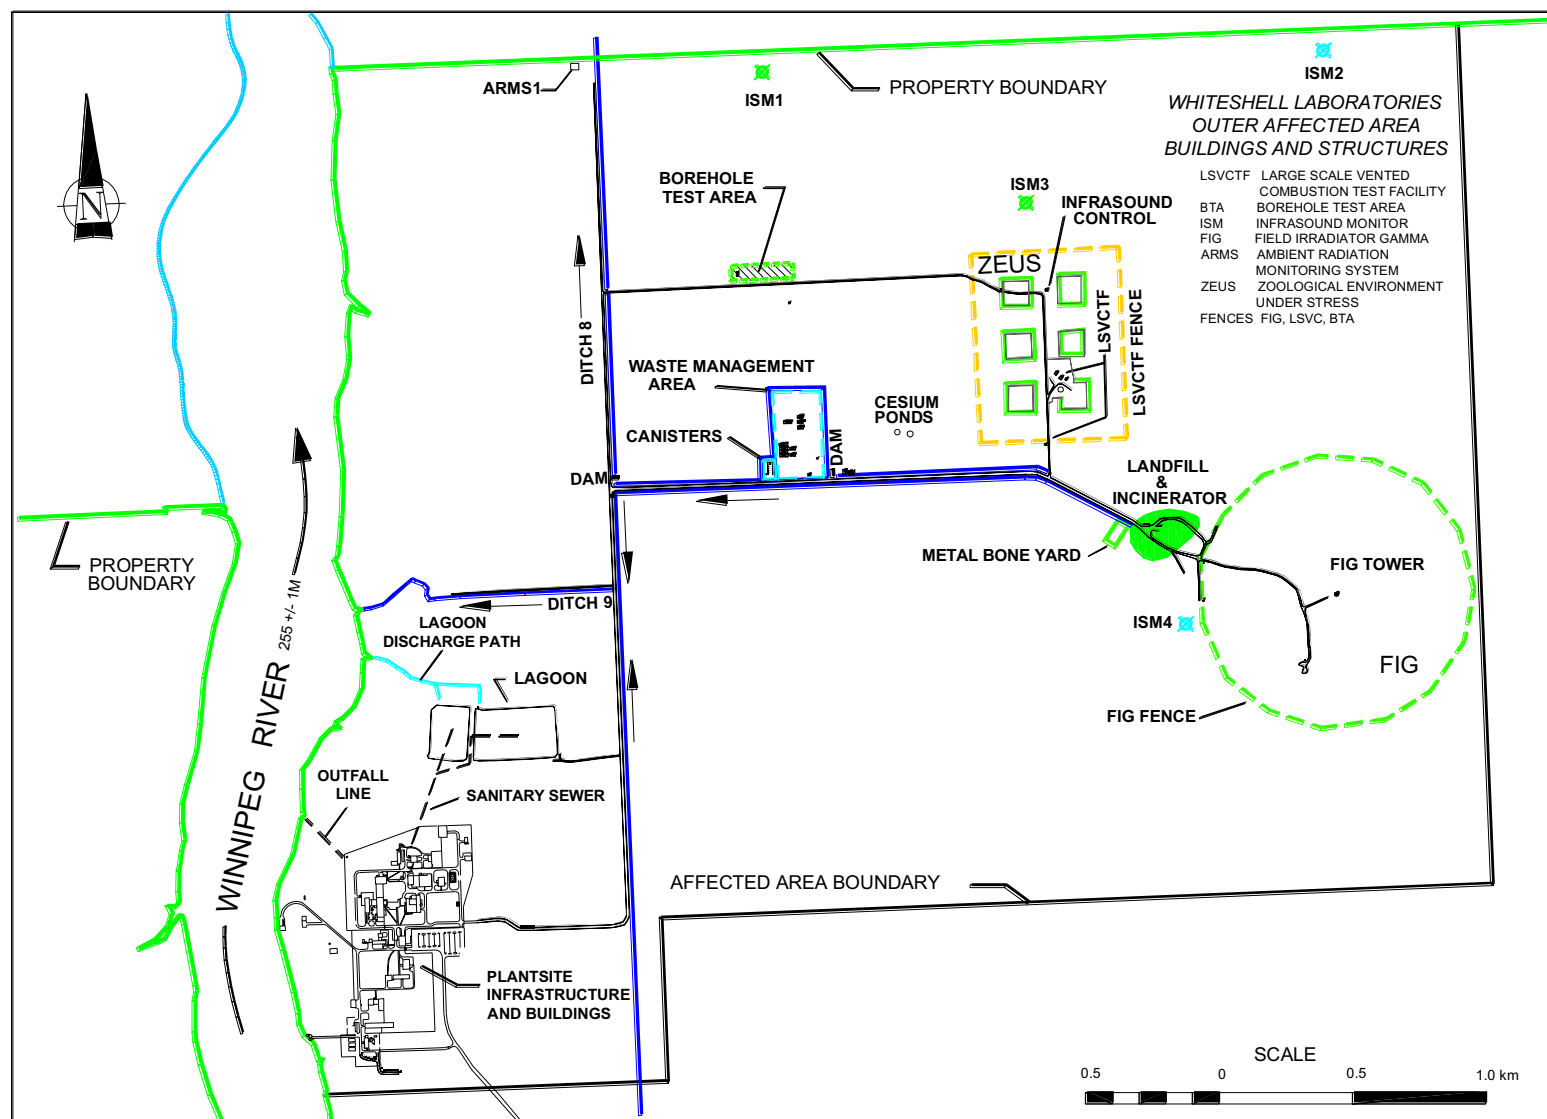 ARMS1
ISM1
PROPERTY BOUNDARY
ISM2
WHITESHELL LABORATORIES
OUTER AFFECTED AREA
BUILDINGS AND STRUCTURES
LSVCTF LARGE SCALE VENTED
COMBUSTION TEST FACILITY
BTA BOREHOLE TEST AREA
ISM INFRASOUND MONITOR
FIG FIELD IRRADIATOR GAMMA
ARMS AMBIENT RADIATION
MONITORING SYSTEM
ZEUS ZOOLOGICAL ENVIRONMENT
UNDER STRESS
FENCES FIG, LSVC, BTA
N
BOREHOLE
TEST AREA
ISM3
INFRASOUND
CONTROL
ZEUS
LSVCTF
LSVCTF FENCE
DITCH 8
WASTE MANAGEMENT
AREA
CESIUM
PONDS
CANISTERS
DAM
DAM
LANDFILL
&
INCINERATOR
METAL BONE YARD
FIG TOWER
ISM4
FIG
FIG FENCE
PROPERTY
BOUNDARY
DITCH 9
LAGOON
DISCHARGE PATH
LAGOON
WINNIPEG RIVER 255 +/- 1M
OUTFALL
LINE
SANITARY SEWER
AFFECTED AREA BOUNDARY
PLANTSITE
INFRASTRUCTURE
AND BUILDINGS
SCALE
0.5 0 0.5 1.0 km